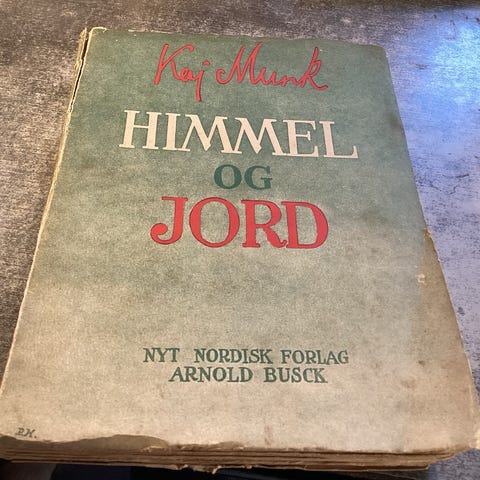 Kaj Munk
HIMMEL
OG
JORD
NYT NORDISK FORLAG
ARNOLD BUSCK